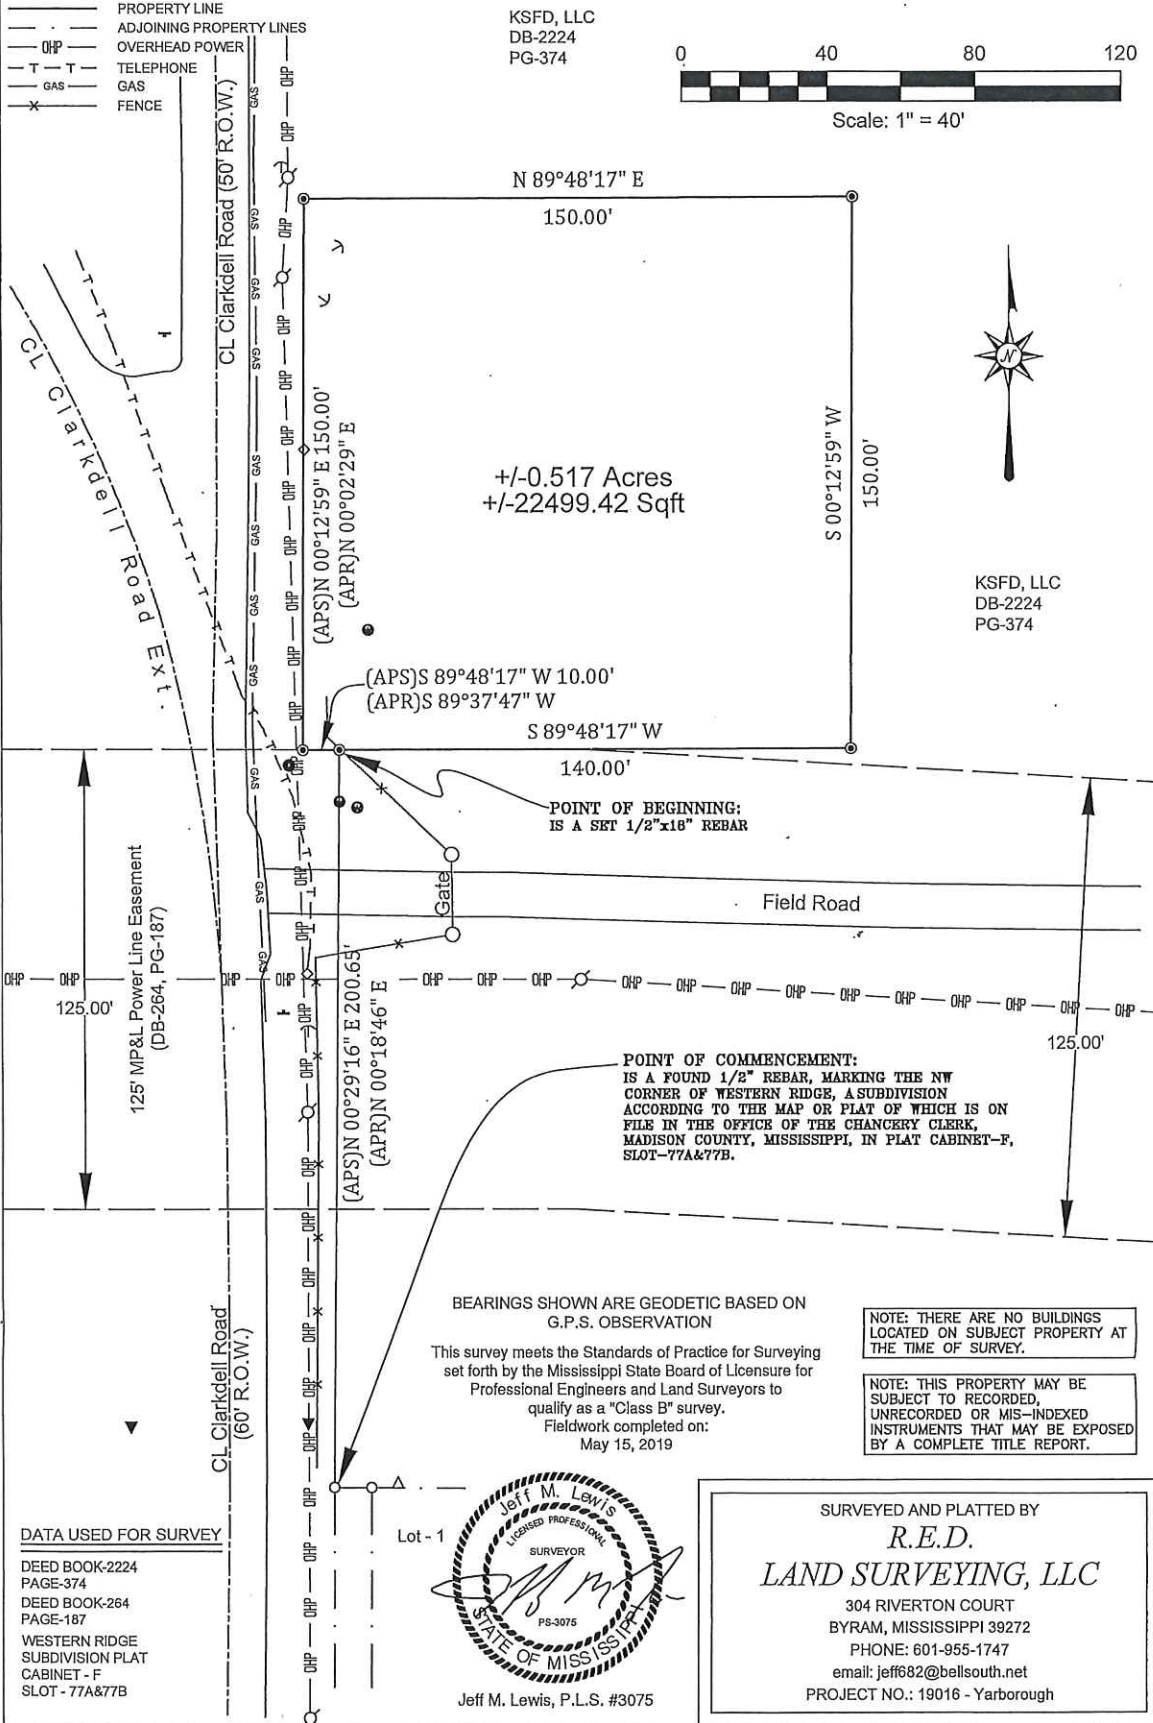 PROPERTY LINE
ADJOINING PROPERTY LINES
OHP OVERHEAD POWER
T T TELEPHONE
GAS GAS
X FENCE
KSFD, LLC
DB-2224
PG-374
0 40 80 120
Scale: 1" = 40'
CL Clarkdell Road (50' R.O.W.)
CL Clarkdell Road Ext.
N 89°48'17" E
150.00'
N
(APS)N 00°12'59" E 150.00'
(APR)N 00°02'29" E
+/-0.517 Acres
+/-22499.42 Sqft
S 00°12'59" W
150.00'
KSFD, LLC
DB-2224
PG-374
(APS)S 89°48'17" W 10.00'
(APR)S 89°37'47" W
S 89°48'17" W
140.00'
POINT OF BEGINNING:
IS A SET 1/2"x18" REBAR
Gate
Field Road
125' MP&L Power Line Easement
(DB-264, PG-187)
125.00'
(APS)N 00°29'16" E 200.65'
(APR)N 00°18'46" E
125.00'
POINT OF COMMENCEMENT:
IS A FOUND 1/2" REBAR, MARKING THE NW
CORNER OF WESTERN RIDGE, A SUBDIVISION
ACCORDING TO THE MAP OR PLAT OF WHICH IS ON
FILE IN THE OFFICE OF THE CHANCERY CLERK,
MADISON COUNTY, MISSISSIPPI, IN PLAT CABINET-F,
SLOT-77A&77B.
CL Clarkdell Road
(60' R.O.W.)
BEARINGS SHOWN ARE GEODETIC BASED ON
G.P.S. OBSERVATION
This survey meets the Standards of Practice for Surveying
set forth by the Mississippi State Board of Licensure for
Professional Engineers and Land Surveyors to
qualify as a "Class B" survey.
Fieldwork completed on:
May 15, 2019
NOTE: THERE ARE NO BUILDINGS
LOCATED ON SUBJECT PROPERTY AT
THE TIME OF SURVEY.
NOTE: THIS PROPERTY MAY BE
SUBJECT TO RECORDED,
UNRECORDED OR MIS-INDEXED
INSTRUMENTS THAT MAY BE EXPOSED
BY A COMPLETE TITLE REPORT.
DATA USED FOR SURVEY
DEED BOOK-2224
PAGE-374
DEED BOOK-264
PAGE-187
WESTERN RIDGE
SUBDIVISION PLAT
CABINET - F
SLOT - 77A&77B
Lot - 1
Jeff M. Lewis
LICENSED PROFESSIONAL
SURVEYOR
PS-3075
STATE OF MISSISSIPPI
Jeff M. Lewis, P.L.S. #3075
SURVEYED AND PLATTED BY
R.E.D.
LAND SURVEYING, LLC
304 RIVERTON COURT
BYRAM, MISSISSIPPI 39272
PHONE: 601-955-1747
email: jeff682@bellsouth.net
PROJECT NO.: 19016 - Yarborough